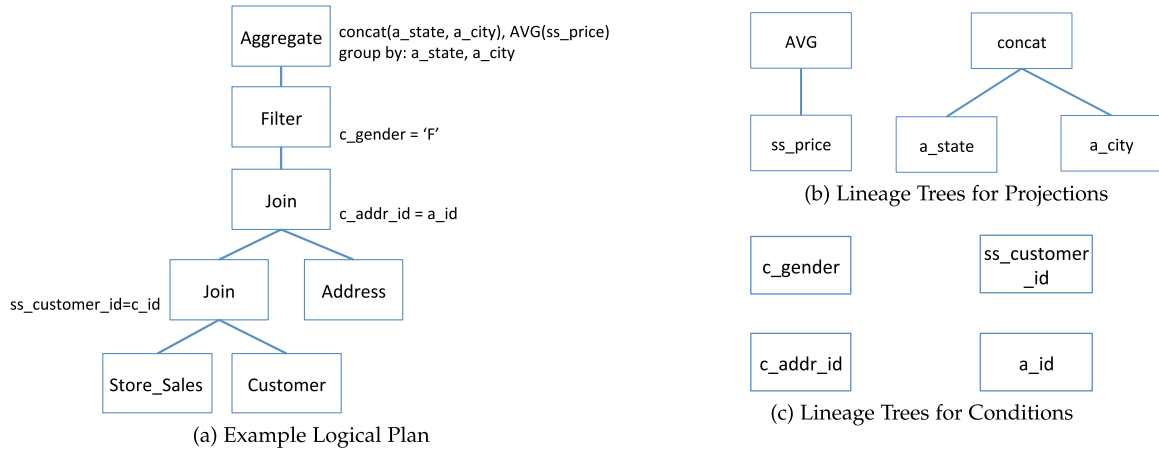 Aggregate
concat(a_state, a_city), AVG(ss_price)
group by: a_state, a_city
Filter
c_gender = ‘F’
Join
c_addr_id = a_id
Join
Address
ss_customer_id=c_id
Store_Sales
Customer
(a) Example Logical Plan
AVG
concat
ss_price
a_state
a_city
(b) Lineage Trees for Projections
c_gender
ss_customer
_id
c_addr_id
a_id
(c) Lineage Trees for Conditions